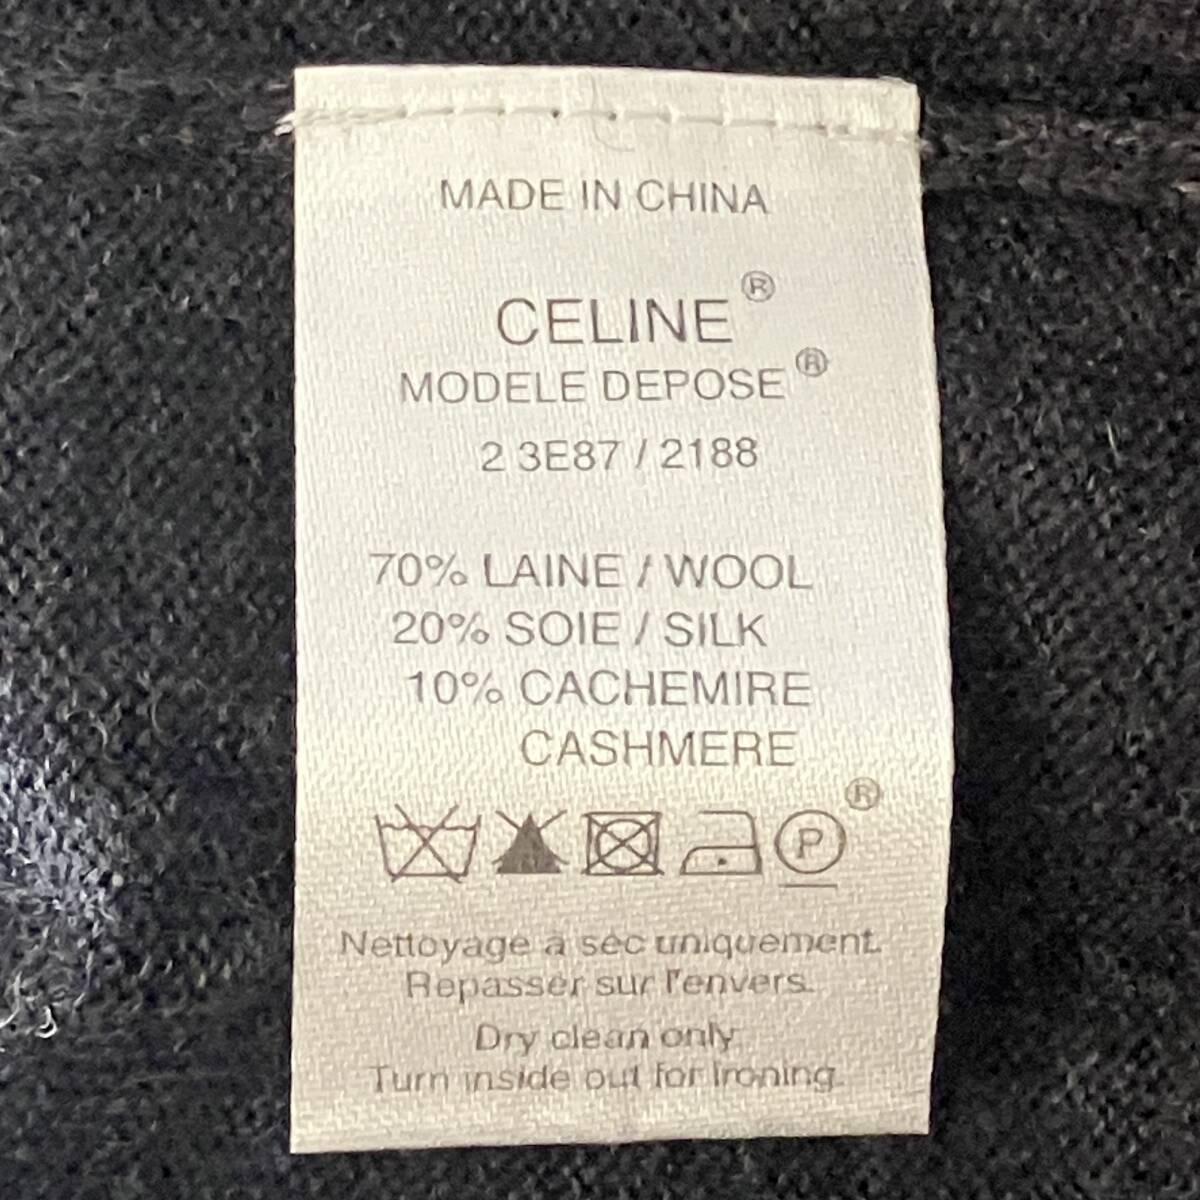 MADE IN CHINA
CELINE®
MODELE DEPOSE®
2 3E87 / 2188
70% LAINE / WOOL
20% SOIE / SILK
10% CACHEMIRE
CASHMERE
P ®
Nettoyage à sec uniquement.
Repasser sur l'envers.
Dry clean only
Turn inside out for ironing.